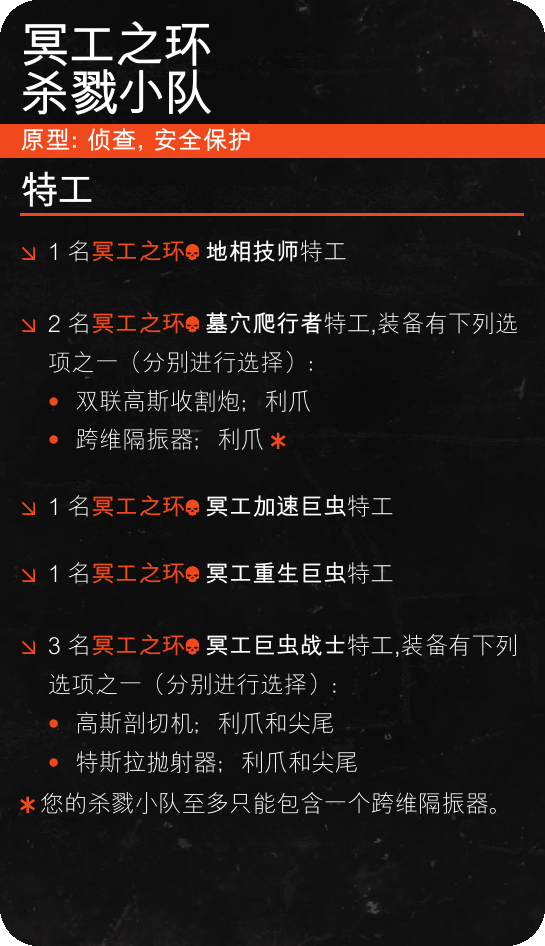 冥工之环
杀戮小队
原型: 侦查, 安全保护
特工
1 名冥工之环 地相技师特工
2 名冥工之环 墓穴爬行者特工,装备有下列选
项之一（分别进行选择）:
双联高斯收割炮; 利爪
跨维隔振器; 利爪*
1 名冥工之环 冥工加速巨虫特工
1 名冥工之环 冥工重生巨虫特工
3 名冥工之环 冥工巨虫战士特工,装备有下列
选项之一（分别进行选择）:
高斯剖切机; 利爪和尖尾
特斯拉抛射器; 利爪和尖尾
*您的杀戮小队至多只能包含一个跨维隔振器。